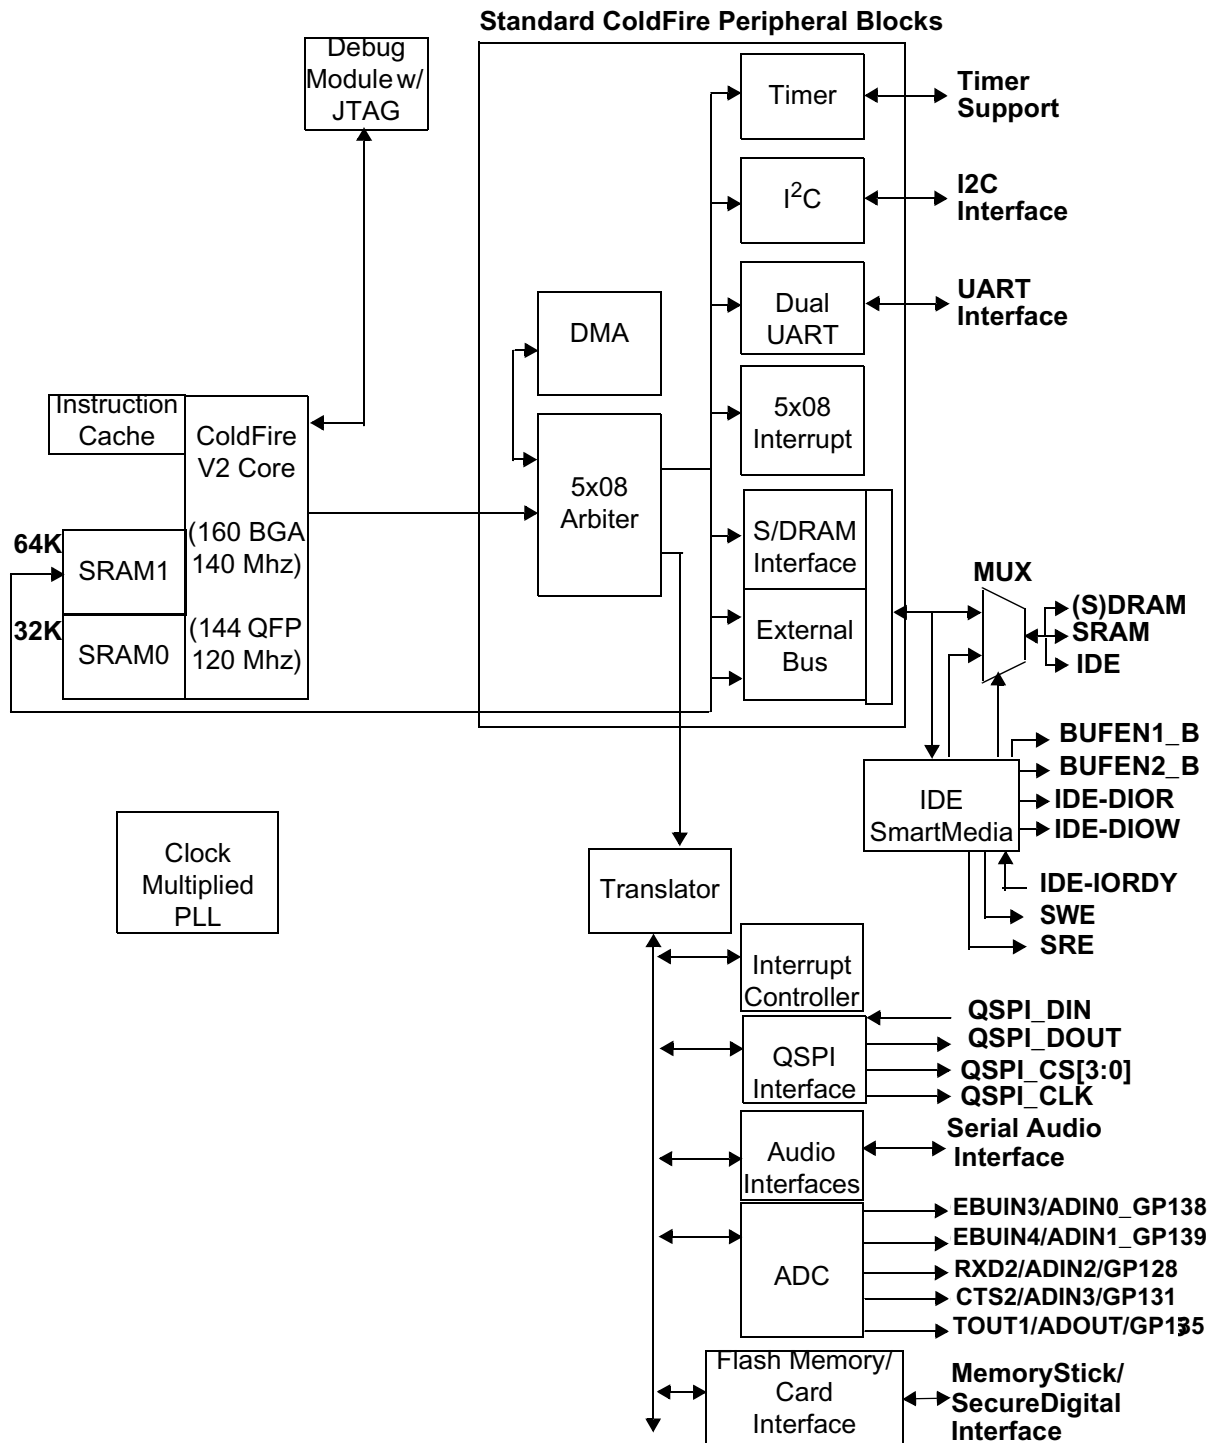 Standard ColdFire Peripheral Blocks
Debug
Module w/
JTAG
Timer
Timer
Support
I²C
I2C
Interface
Dual
UART
UART
Interface
DMA
5x08
Interrupt
Instruction
Cache
ColdFire
V2 Core
(160 BGA
140 Mhz)
(144 QFP
120 Mhz)
5x08
Arbiter
64K
SRAM1
32K
SRAM0
S/DRAM
Interface
External
Bus
MUX
(S)DRAM
SRAM
IDE
BUFEN1_B
BUFEN2_B
IDE-DIOR
IDE-DIOW
IDE
SmartMedia
IDE-IORDY
SWE
SRE
Clock
Multiplied
PLL
Translator
Interrupt
Controller
QSPI
Interface
QSPI_DIN
QSPI_DOUT
QSPI_CS[3:0]
QSPI_CLK
Audio
Interfaces
Serial Audio
Interface
ADC
EBUIN3/ADIN0_GP138
EBUIN4/ADIN1_GP139
RXD2/ADIN2/GP128
CTS2/ADIN3/GP131
TOUT1/ADOUT/GP135
Flash Memory/
Card
Interface
MemoryStick/
SecureDigital
Interface